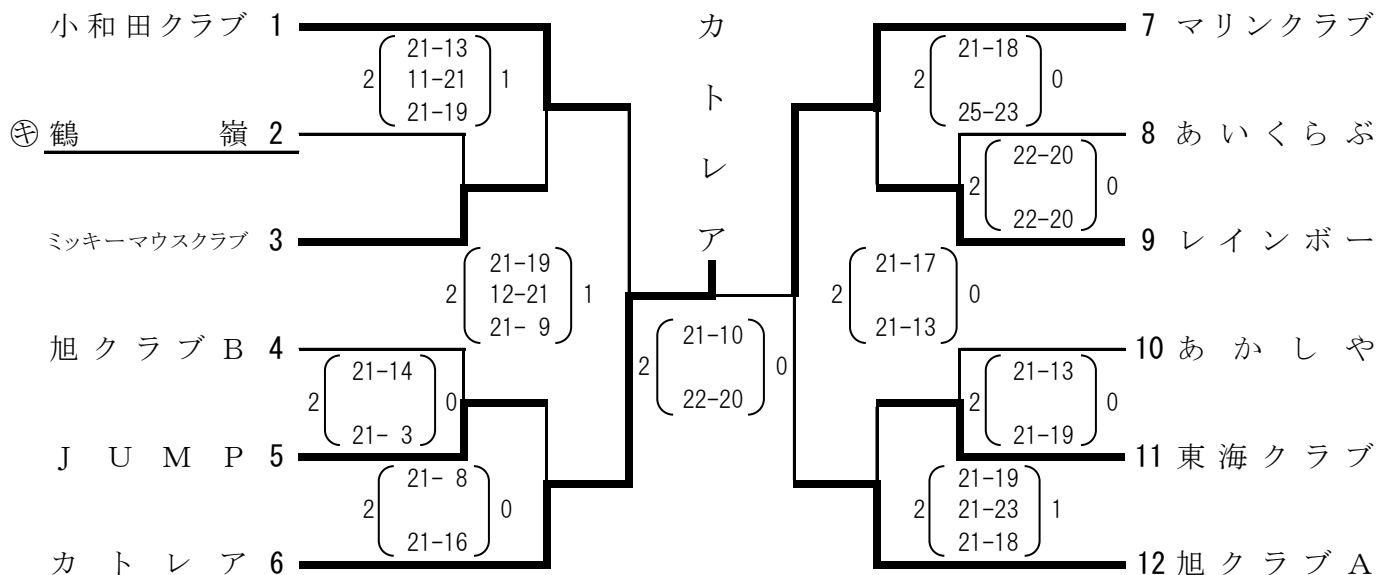 小和田クラブ 1
2 21-13 11-21 21-19 1
㋖ 鶴嶺 2
ミッキーマウスクラブ 3
2 21-19 12-21 21- 9 1
旭クラブB 4
2 21-14 21- 3 0
JUMP 5
2 21- 8 21-16 0
カトレア 6
カトレア
2 21-10 22-20 0
7 マリンクラブ
2 21-18 25-23 0
8 あいくらぶ
2 22-20 22-20 0
9 レインボー
2 21-17 21-13 0
10 あかしや
2 21-13 21-19 0
11 東海クラブ
2 21-19 21-23 21-18 1
12 旭クラブA